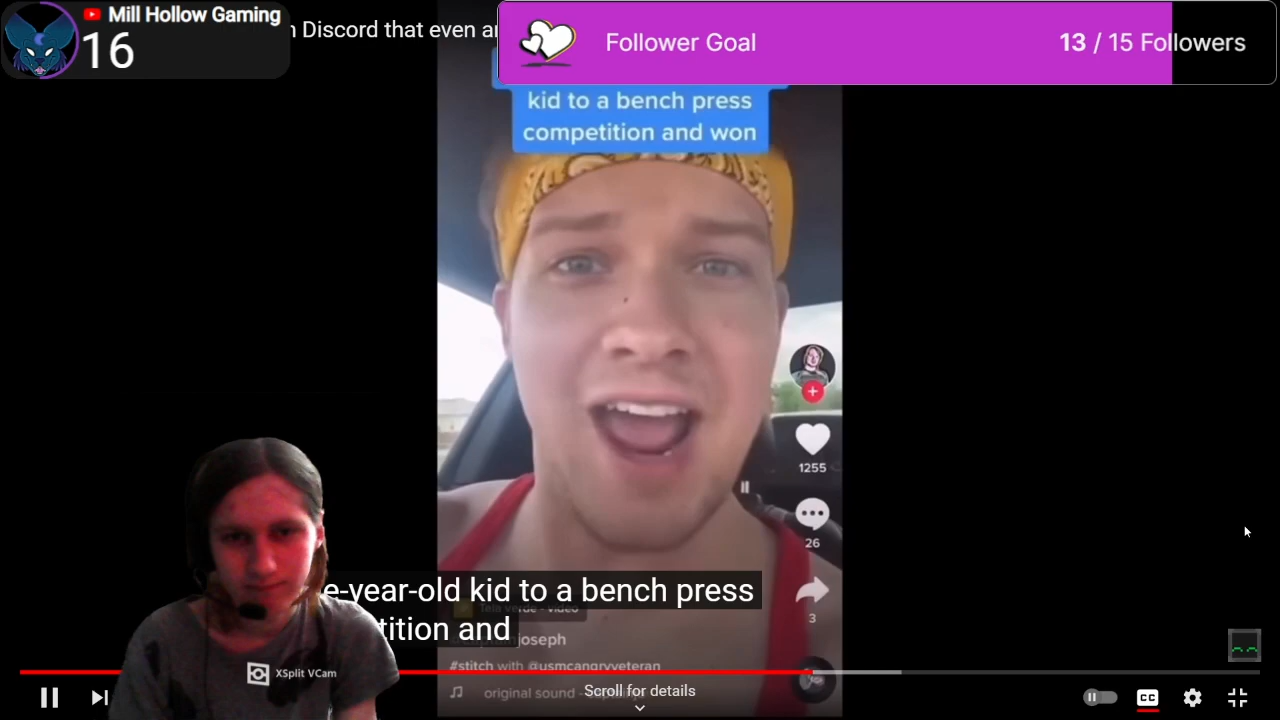 Mill Hollow Gaming
16
Discord that even
Follower Goal
13 / 15 Followers
kid to a bench press
competition and won
1255
26
3
e-year-old kid to a bench press
tition and
joseph
#stitch with @usmcangryveteran
original sound -
XSplit VCam
Scroll for details
CC